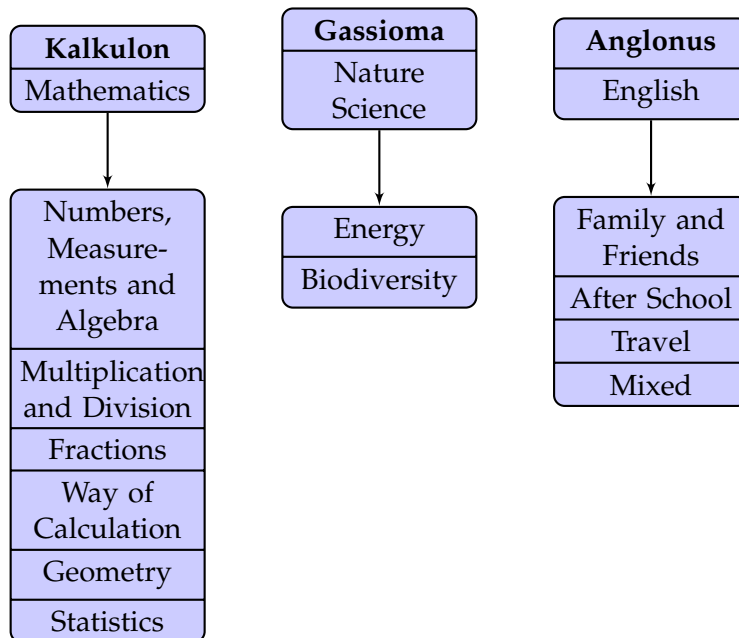 Kalkulon
Mathematics
Numbers,
Measure-
ments and
Algebra
Multiplication
and Division
Fractions
Way of
Calculation
Geometry
Statistics
Gassioma
Nature
Science
Energy
Biodiversity
Anglonus
English
Family and
Friends
After School
Travel
Mixed